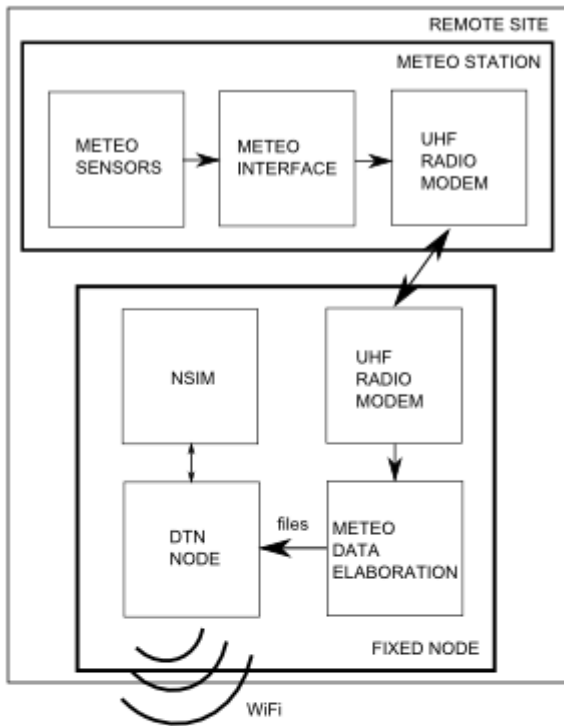 REMOTE SITE
METEO STATION
METEO
SENSORS
METEO
INTERFACE
UHF
RADIO
MODEM
NSIM
UHF
RADIO
MODEM
DTN
NODE
files
METEO
DATA
ELABORATION
FIXED NODE
WiFi